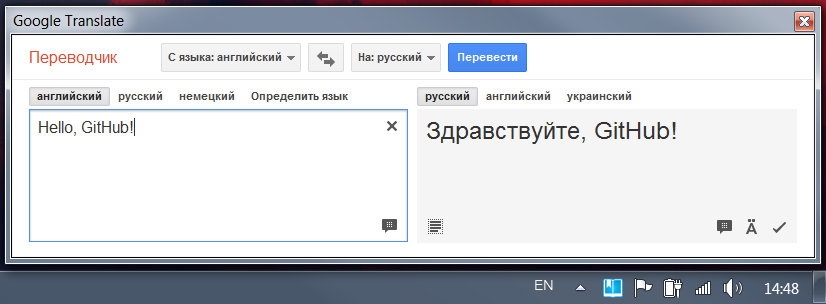 Google Translate
Переводчик
С языка: английский
На: русский
Перевести
английский русский немецкий Определить язык
Hello, GitHub!
русский английский украинский
Здравствуйте, GitHub!
Ä
EN
14:48